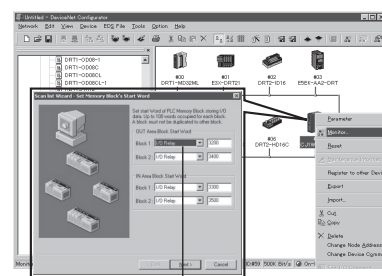 Untitled - DeviceNet Configurator
Network Edit View Device EDS File Tools Option Help
DRT1-OD08-1
DRT1-OD08C
DRT1-OD08CL
DRT1-OD08CL-1
#00
DRT1-MD32ML
#01
ERX-DRT21
#02
DRT2-ID16
#03
E5EK-AA2-DRT
#06
DRT2-HD16C
Scan list Wizard - Set Memory Block's Start Word
Set start Word of PLC Memory Block storing I/O
data. Up to 100 words occupied for each block.
A block must not be duplicated to other block.
OUT Area Block Start Word
Block 1 : I/O Relay 3200
Block 2 : I/O Relay 3400
IN Area Block Start Word
Block 1 : I/O Relay 3300
Block 2 : I/O Relay 3500
Next > Cancel
Parameter
Monitor...
Reset
Register to other Devi
Export
Import...
Cut
Copy
Delete
Change Node Address
Change Device Comm
500K Bit/s